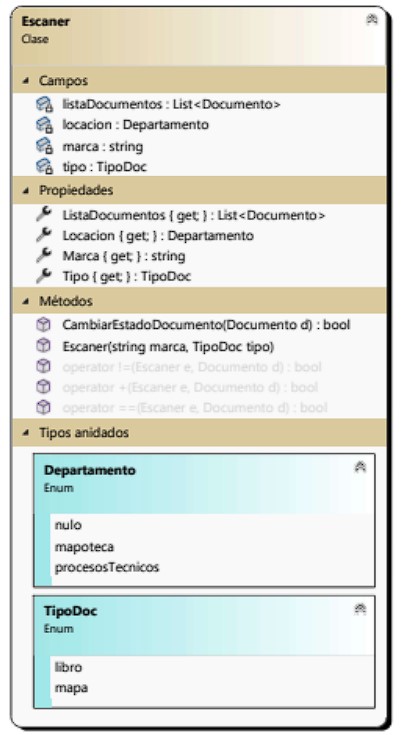 Escaner
Clase
Campos
listaDocumentos : List<Documento>
locacion : Departamento
marca : string
tipo : TipoDoc
Propiedades
ListaDocumentos { get; } : List<Documento>
Locacion { get; } : Departamento
Marca { get; } : string
Tipo { get; } : TipoDoc
Métodos
CambiarEstadoDocumento(Documento d) : bool
Escaner(string marca, TipoDoc tipo)
operator !=(Escaner e, Documento d) : bool
operator +(Escaner e, Documento d) : bool
operator ==(Escaner e, Documento d) : bool
Tipos anidados
Departamento
Enum
nulo
mapoteca
procesosTecnicos
TipoDoc
Enum
libro
mapa